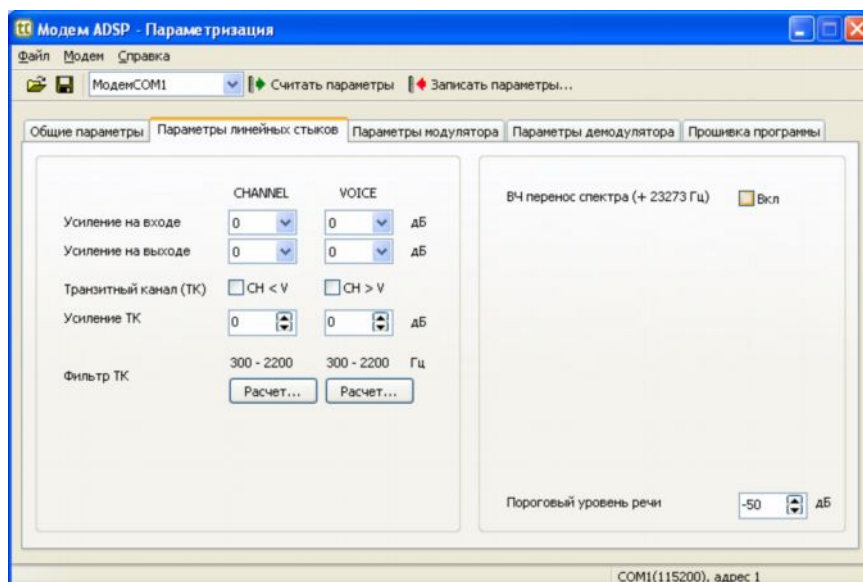 Модем ADSP - Параметризация
Файл Модем Справка
МодемCOM1 Считать параметры Записать параметры...
Общие параметры Параметры линейных стыков Параметры модулятора Параметры демодулятора Прошивка программы
CHANNEL VOICE
ВЧ перенос спектра (+ 23273 Гц) Вкл
Усиление на входе 0 0 дБ
Усиление на выходе 0 0 дБ
Транзитный канал (ТК) CH < V CH > V
Усиление ТК 0 0 дБ
300 - 2200 300 - 2200 Гц
Фильтр ТК
Расчет... Расчет...
Пороговый уровень речи -50 дБ
COM1(115200), адрес 1